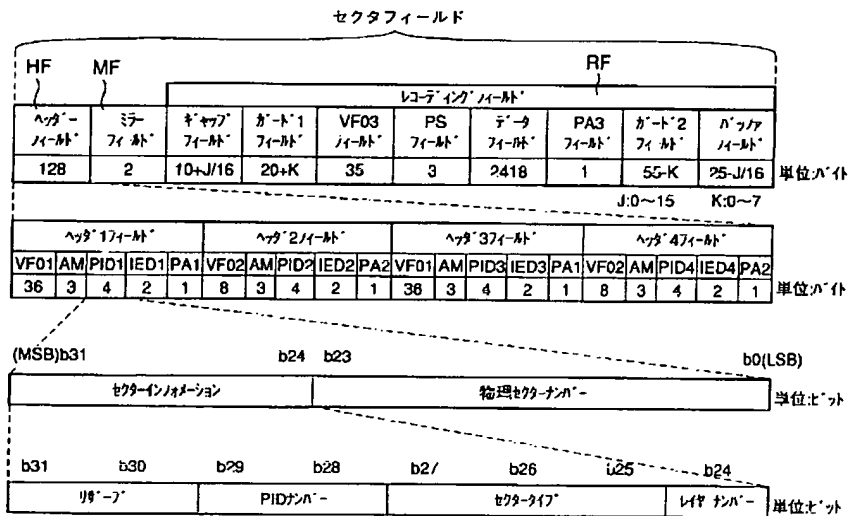 セクタフィールド
HF MF RF
レコーディングフィールド
ヘッダーフィールド ミラーフィールド ギャップフィールド ガード1フィールド VF03フィールド PSフィールド データフィールド PA3フィールド ガード2フィールド バッファフィールド
128 2 10+J/16 20+K 35 3 2418 1 55-K 25-J/16 単位:バイト
J:0～15 K:0～7
ヘッダ1フィールド ヘッダ2フィールド ヘッダ3フィールド ヘッダ4フィールド
VF01 AM PID1 IED1 PA1 VF02 AM PID2 IED2 PA2 VF01 AM PID3 IED3 PA1 VF02 AM PID4 IED4 PA2
36 3 4 2 1 8 3 4 2 1 36 3 4 2 1 8 3 4 2 1 単位:バイト
(MSB)b31 b24 b23 b0(LSB)
セクターインフォメーション 物理セクターナンバー 単位:ビット
b31 b30 b29 b28 b27 b26 b25 b24
リザーブ PIDナンバー セクタータイプ レイヤナンバー 単位:ビット